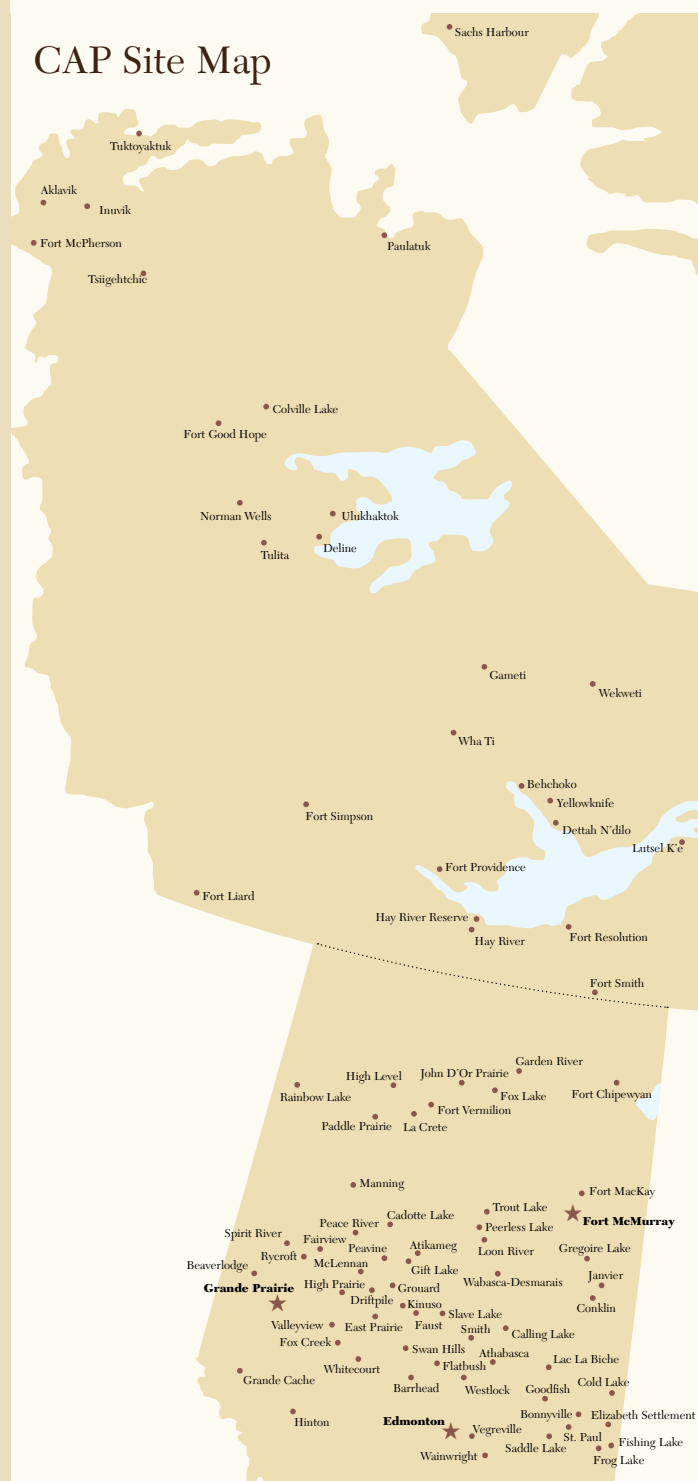 CAP Site Map
Sachs Harbour
Tuktoyaktuk
Aklavik
Inuvik
Fort McPherson
Paulatuk
Tsiigehtchic
Colville Lake
Fort Good Hope
Norman Wells
Ulukhaktok
Deline
Tulita
Gameti
Wekweti
Wha Ti
Behchoko
Yellowknife
Fort Simpson
Dettah N'dilo
Lutsel K'e
Fort Providence
Fort Liard
Hay River Reserve
Hay River
Fort Resolution
Fort Smith
Garden River
John D'Or Prairie
High Level
Rainbow Lake
Fox Lake
Fort Chipewyan
Fort Vermilion
Paddle Prairie
La Crete
Manning
Fort MacKay
Trout Lake
Cadotte Lake
Fort McMurray
Peace River
Peerless Lake
Spirit River
Fairview
Atikameg
Loon River
Gregoire Lake
Rycroft
Peavine
McLennan
Beaverlodge
Gift Lake
Janvier
Wabasca-Desmarais
High Prairie
Grouard
Grande Prairie
Driftpile
Kinuso
Conklin
Slave Lake
Valleyview
East Prairie
Faust
Smith
Calling Lake
Fox Creek
Swan Hills
Athabasca
Lac La Biche
Whitecourt
Flatbush
Grande Cache
Cold Lake
Barrhead
Westlock
Goodfish
Hinton
Bonnyville
Elizabeth Settlement
Edmonton
Vegreville
St. Paul
Fishing Lake
Saddle Lake
Wainwright
Frog Lake